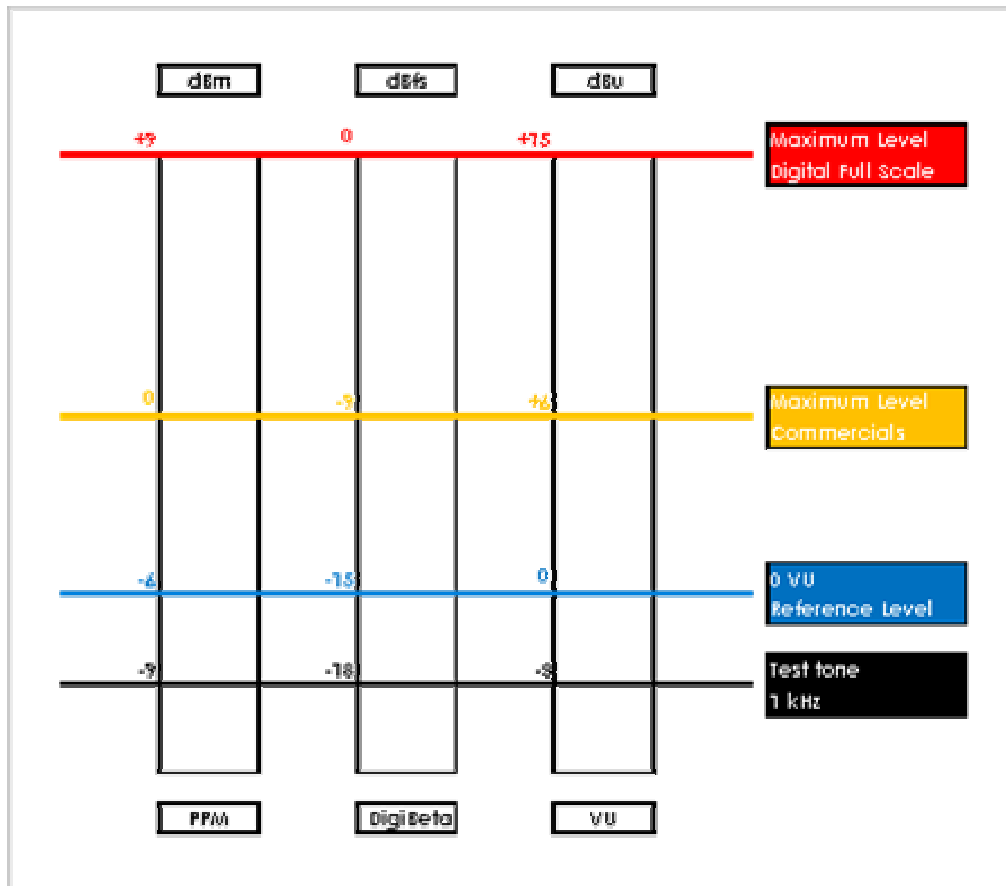 dBm dBfs dBu
+9 0 +15
Maximum Level
Digital Full Scale
0 -9 +6
Maximum Level
Commercials
-6 -15 0
0 VU
Reference Level
-9 -18 -3
Test tone
1 kHz
PPM DigiBeta VU